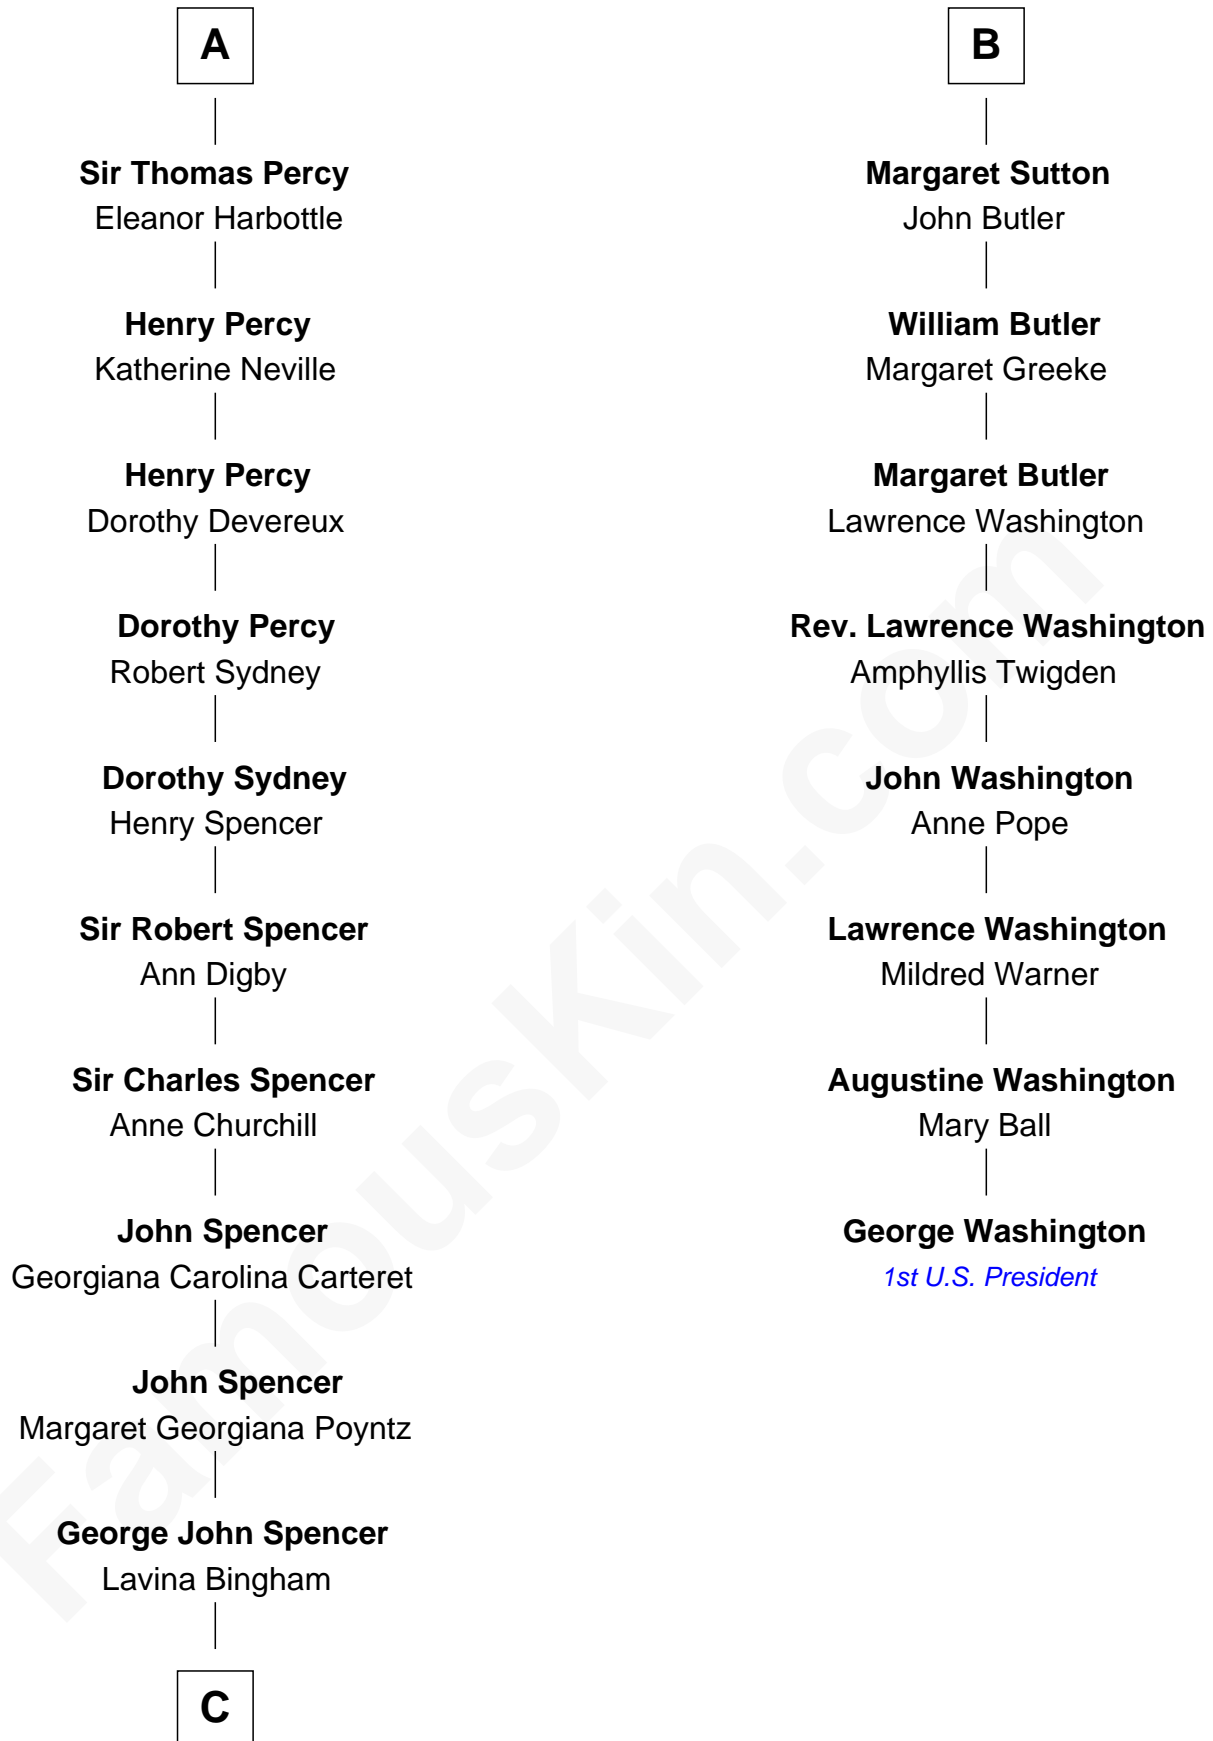 A
Sir Thomas Percy
Eleanor Harbottle
Henry Percy
Katherine Neville
Henry Percy
Dorothy Devereux
Dorothy Percy
Robert Sydney
Dorothy Sydney
Henry Spencer
Sir Robert Spencer
Ann Digby
Sir Charles Spencer
Anne Churchill
John Spencer
Georgiana Carolina Carteret
John Spencer
Margaret Georgiana Poyntz
George John Spencer
Lavina Bingham
C
B
Margaret Sutton
John Butler
William Butler
Margaret Greeke
Margaret Butler
Lawrence Washington
Rev. Lawrence Washington
Amphyllis Twigden
John Washington
Anne Pope
Lawrence Washington
Mildred Warner
Augustine Washington
Mary Ball
George Washington
1st U.S. President
FamousKin.com